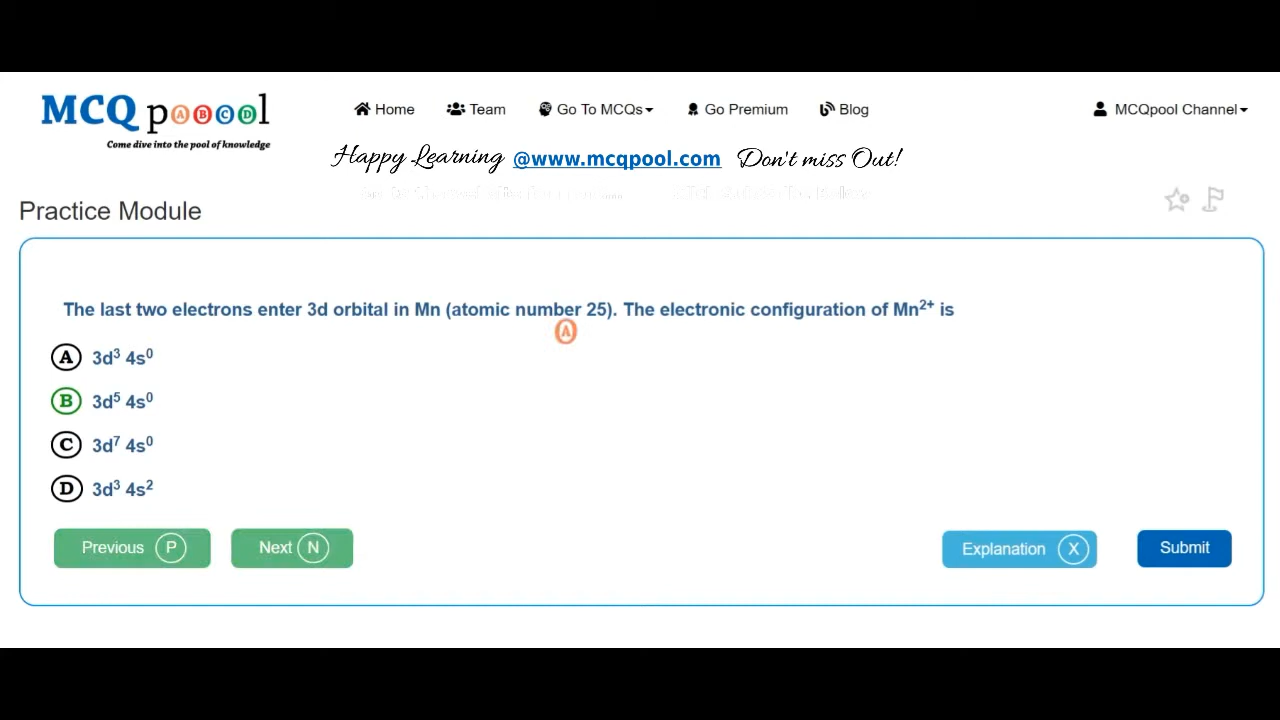 MCQ pABCDl
Come dive into the pool of knowledge
Home Team Go To MCQs Go Premium Blog MCQpool Channel
Happy Learning @www.mcqpool.com Don't miss Out!
Practice Module
The last two electrons enter 3d orbital in Mn (atomic number 25). The electronic configuration of Mn²⁺ is
A
A 3d³ 4s⁰
B 3d⁵ 4s⁰
C 3d⁷ 4s⁰
D 3d³ 4s²
Previous P Next N Explanation X Submit